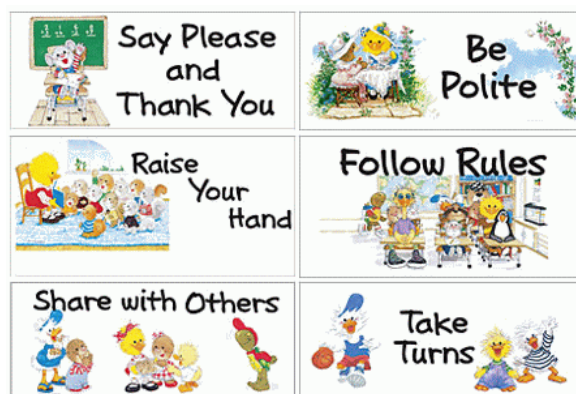 Say Please
and
Thank You
Be
Polite
Raise
Your
Hand
Follow Rules
Share with Others
Take
Turns